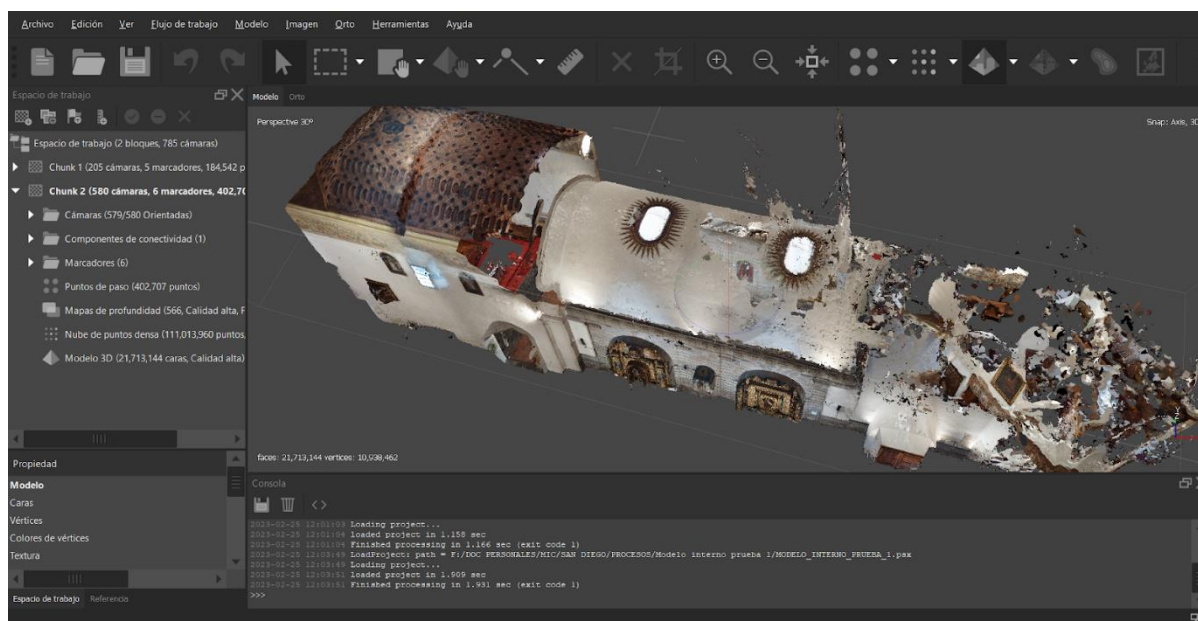 Archivo Edición Ver Flujo de trabajo Modelo Imagen Orto Herramientas Ayuda
Espacio de trabajo
Espacio de trabajo (2 bloques, 785 cámaras)
Chunk 1 (205 cámaras, 5 marcadores, 184,542 p
Chunk 2 (580 cámaras, 6 marcadores, 402,70
Cámaras (579/580 Orientadas)
Componentes de conectividad (1)
Marcadores (6)
Puntos de paso (402,707 puntos)
Mapas de profundidad (566, Calidad alta, F
Nube de puntos densa (111,013,960 puntos,
Modelo 3D (21,713,144 caras, Calidad alta)
Propiedad
Modelo
Caras
Vértices
Colores de vértices
Textura
Espacio de trabajo Referencia
Modelo Orto
Perspective 30º
Snap: Axis, 3D
faces: 21,713,144 vertices: 10,938,462
Consola
2023-02-25 12:01:03 Loading project...
2023-02-25 12:01:04 loaded project in 1.158 sec
2023-02-25 12:01:04 Finished processing in 1.166 sec (exit code 1)
2023-02-25 12:03:49 LoadProject: path = F:/DOC PERSONALES/MIC/SAN DIEGO/PROCESOS/Modelo interno prueba 1/MODELO_INTERNO_PRUEBA_1.psx
2023-02-25 12:03:49 Loading project...
2023-02-25 12:03:51 loaded project in 1.909 sec
2023-02-25 12:03:51 Finished processing in 1.931 sec (exit code 1)
>>>